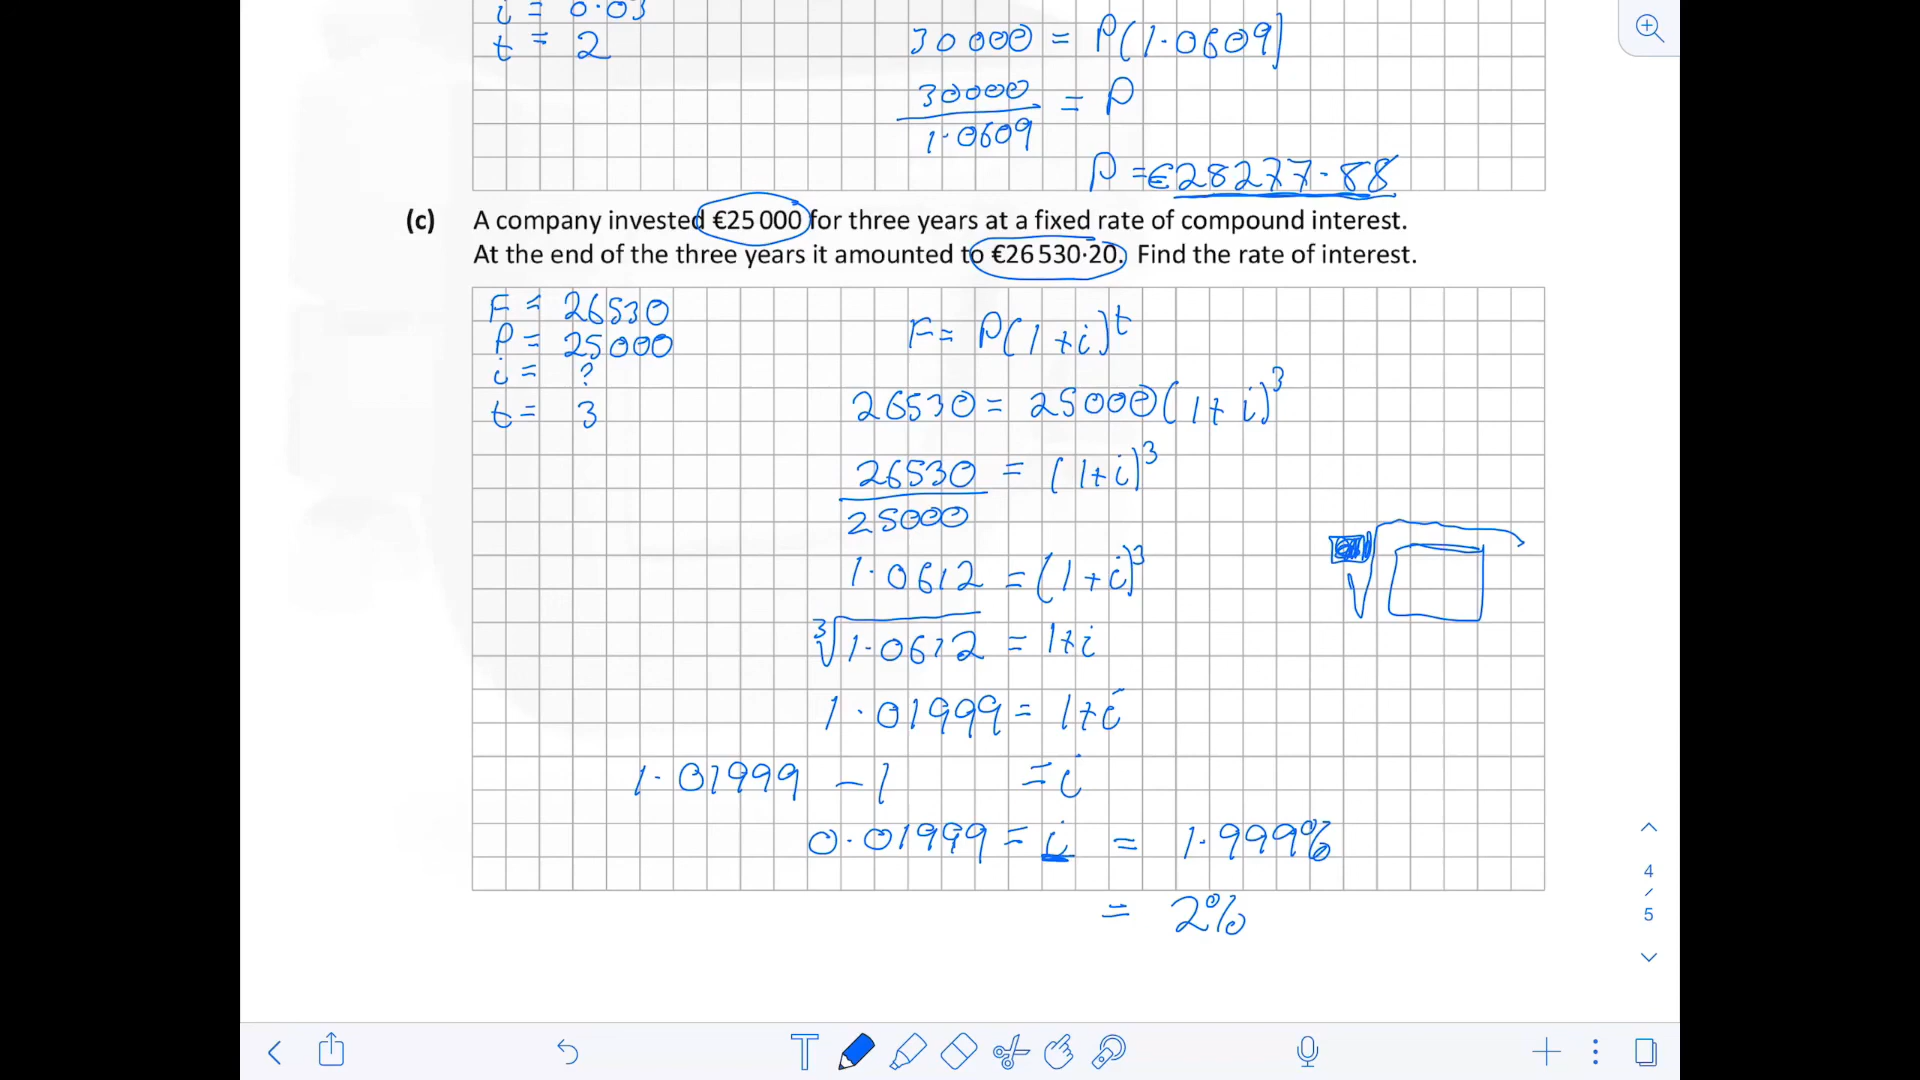 i = 0.03
t = 2
30 000 = P(1.0609)
30000 = P
1.0609
P = €28277.88
(c) A company invested €25 000 for three years at a fixed rate of compound interest.
At the end of the three years it amounted to €26 530·20. Find the rate of interest.
F = 26530
P = 25000
i = ?
t = 3
F = P(1+i)^t
26530 = 25000(1+i)^3
26530 = (1+i)^3
25000
1.0612 = (1+i)^3
3√1.0612 = 1+i
1.01999 = 1+i
1.01999 – 1 = i
0.01999 = i = 1.999%
= 2%
4
/
5
T